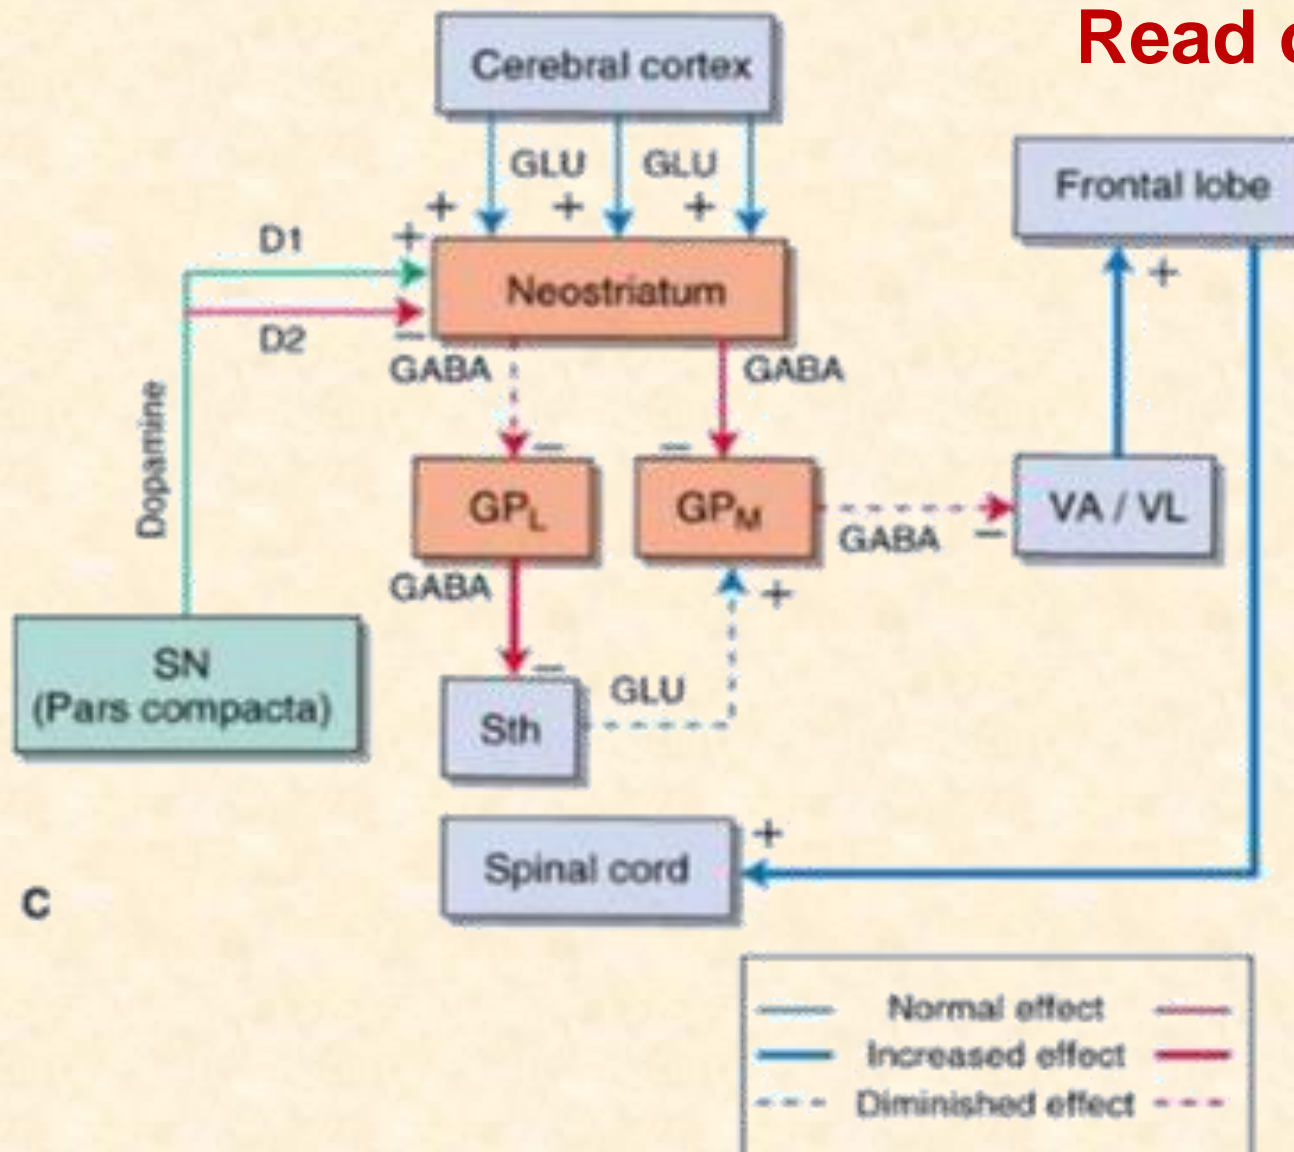 Read
Cerebral cortex
GLU GLU
+ + +
Frontal lobe
D1 +
Neostriatum
+
D2 −
GABA GABA
Dopamine
− −
GPL GPM VA / VL
GABA −
GABA +
SN
(Pars compacta)
−
GLU
Sth
+
Spinal cord
C
Normal effect
Increased effect
Diminished effect